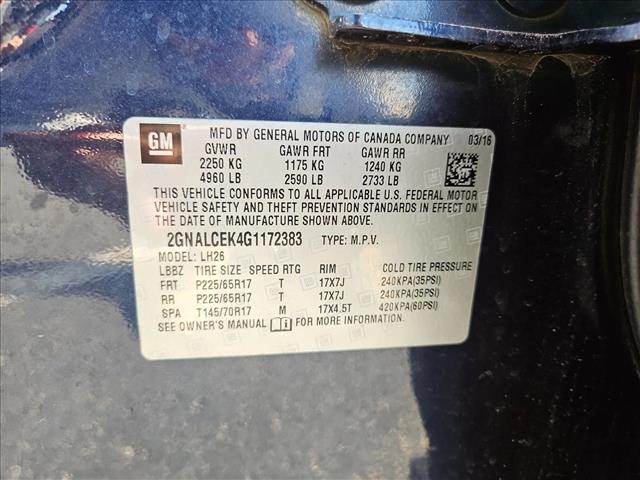 GM MFD BY GENERAL MOTORS OF CANADA COMPANY 03/16
GVWR GAWR FRT GAWR RR
2250 KG 1175 KG 1240 KG
4960 LB 2590 LB 2733 LB
THIS VEHICLE CONFORMS TO ALL APPLICABLE U.S. FEDERAL MOTOR
VEHICLE SAFETY AND THEFT PREVENTION STANDARDS IN EFFECT ON
THE DATE OF MANUFACTURE SHOWN ABOVE.
2GNALCEK4G1172383 TYPE: M.P.V.
MODEL: LH26
LBBZ TIRE SIZE SPEED RTG RIM COLD TIRE PRESSURE
FRT P225/65R17 T 17X7J 240KPA(35PSI)
RR P225/65R17 T 17X7J 240KPA(35PSI)
SPA T145/70R17 M 17X4.5T 420KPA(60PSI)
SEE OWNER'S MANUAL FOR MORE INFORMATION.